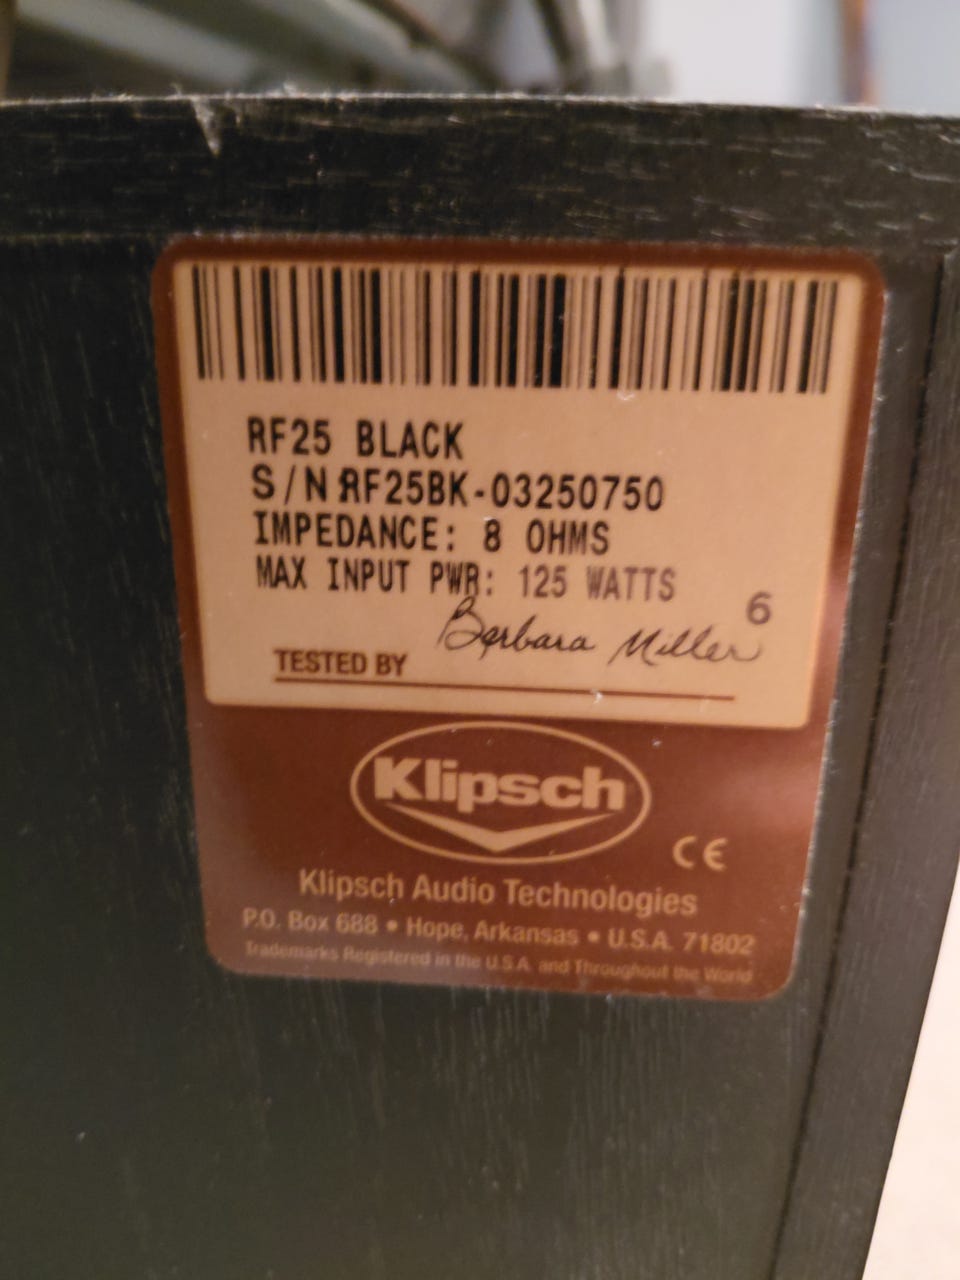 RF25 BLACK
S/N RF25BK-03250750
IMPEDANCE: 8 OHMS
MAX INPUT PWR: 125 WATTS
6
Barbara Miller
TESTED BY
Klipsch
CE
Klipsch Audio Technologies
P.O. Box 688 • Hope, Arkansas • U.S.A. 71802
Trademarks Registered in the U.S.A. and Throughout the World